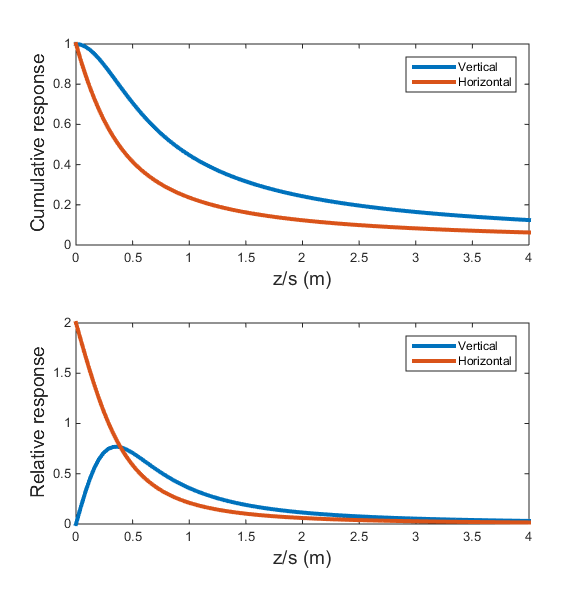 Cumulative response
1
0.8
0.6
0.4
0.2
0
Vertical
Horizontal
0 0.5 1 1.5 2 2.5 3 3.5 4
z/s (m)
Relative response
2
1.5
1
0.5
0
Vertical
Horizontal
0 0.5 1 1.5 2 2.5 3 3.5 4
z/s (m)